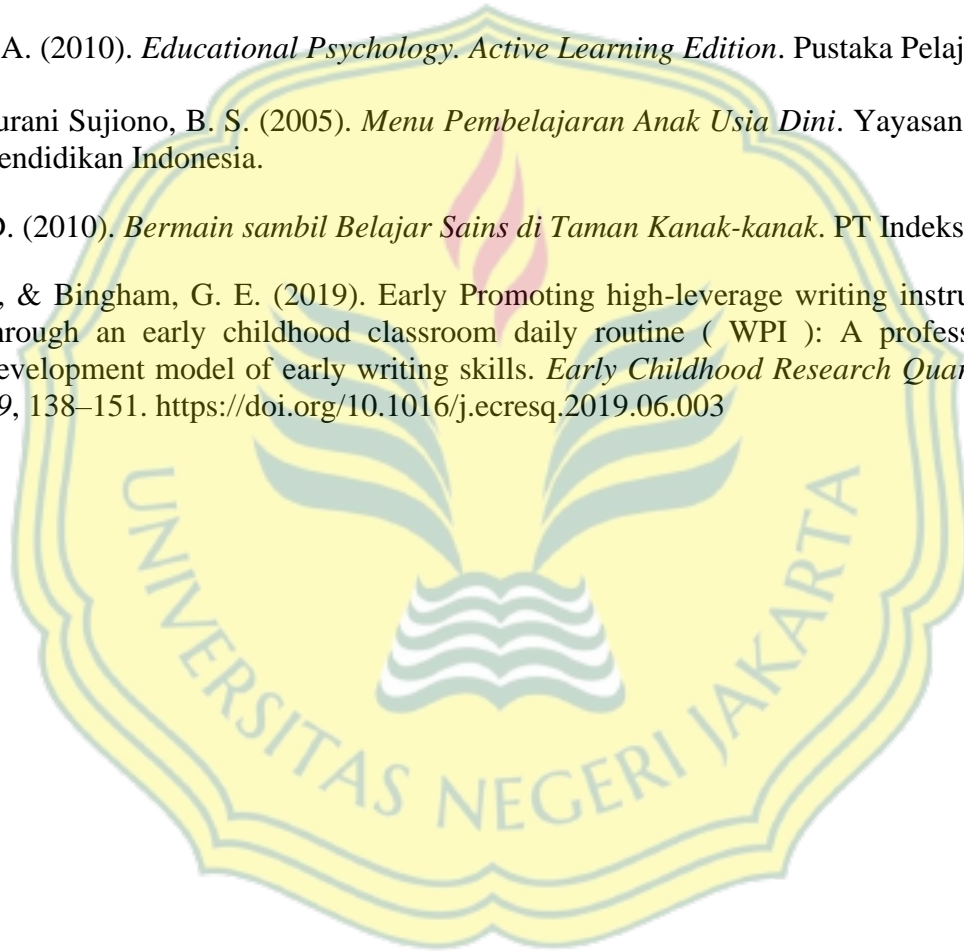 A. (2010). Educational Psychology. Active Learning Edition. Pustaka Pelaj
urani Sujiono, B. S. (2005). Menu Pembelajaran Anak Usia Dini. Yayasan
endidikan Indonesia.
. (2010). Bermain sambil Belajar Sains di Taman Kanak-kanak. PT Indeks
, & Bingham, G. E. (2019). Early Promoting high-leverage writing instru
rough an early childhood classroom daily routine ( WPI ): A profess
evelopment model of early writing skills. Early Childhood Research Quar
9, 138–151. https://doi.org/10.1016/j.ecresq.2019.06.003
UNIVERSITAS NEGERI JAKARTA